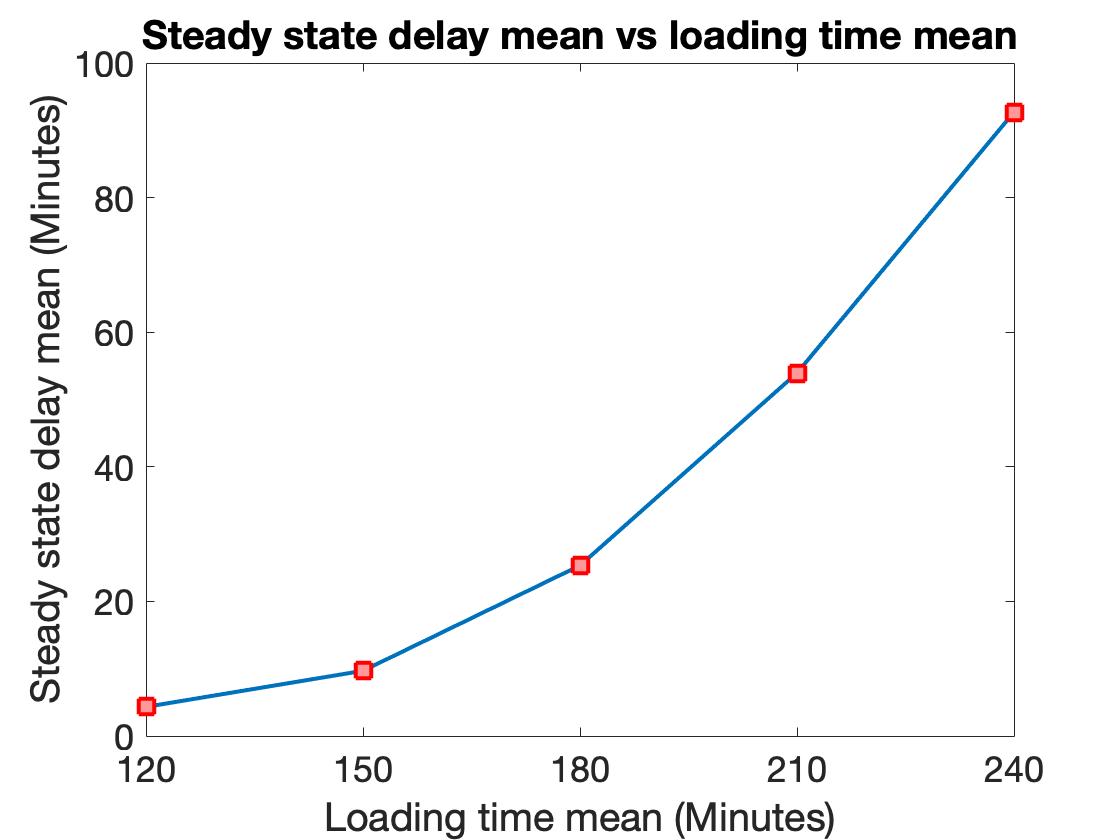 Steady state delay mean vs loading time mean
Steady state delay mean (Minutes)
100
80
60
40
20
0
120 150 180 210 240
Loading time mean (Minutes)